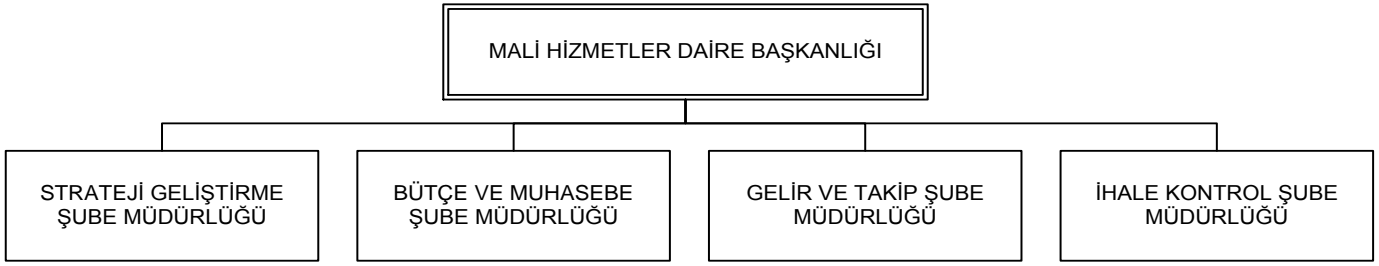 MALİ HİZMETLER DAİRE BAŞKANLIĞI
STRATEJİ GELİŞTİRME
ŞUBE MÜDÜRLÜĞÜ
BÜTÇE VE MUHASEBE
ŞUBE MÜDÜRLÜĞÜ
GELİR VE TAKİP ŞUBE
MÜDÜRLÜĞÜ
İHALE KONTROL ŞUBE
MÜDÜRLÜĞÜ